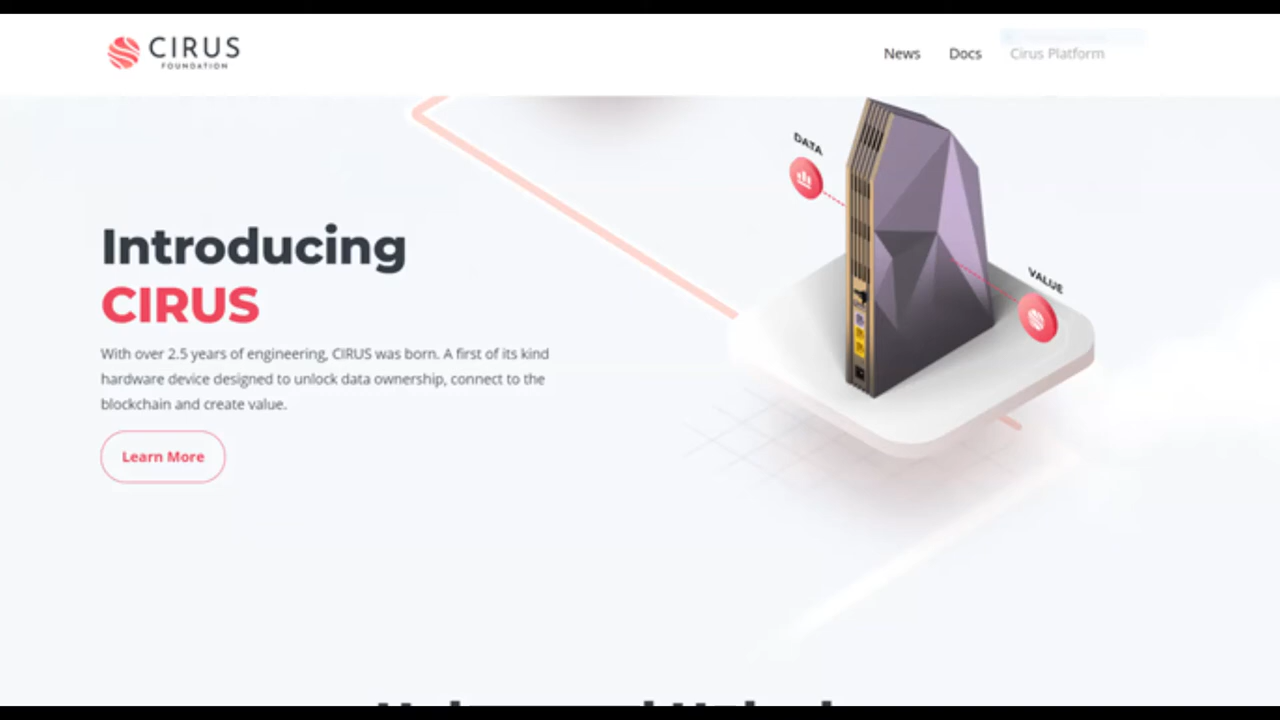 CIRUS
FOUNDATION
News
Docs
Cirus Platform
DATA
VALUE
Introducing
CIRUS
With over 2.5 years of engineering, CIRUS was born. A first of its kind
hardware device designed to unlock data ownership, connect to the
blockchain and create value.
Learn More